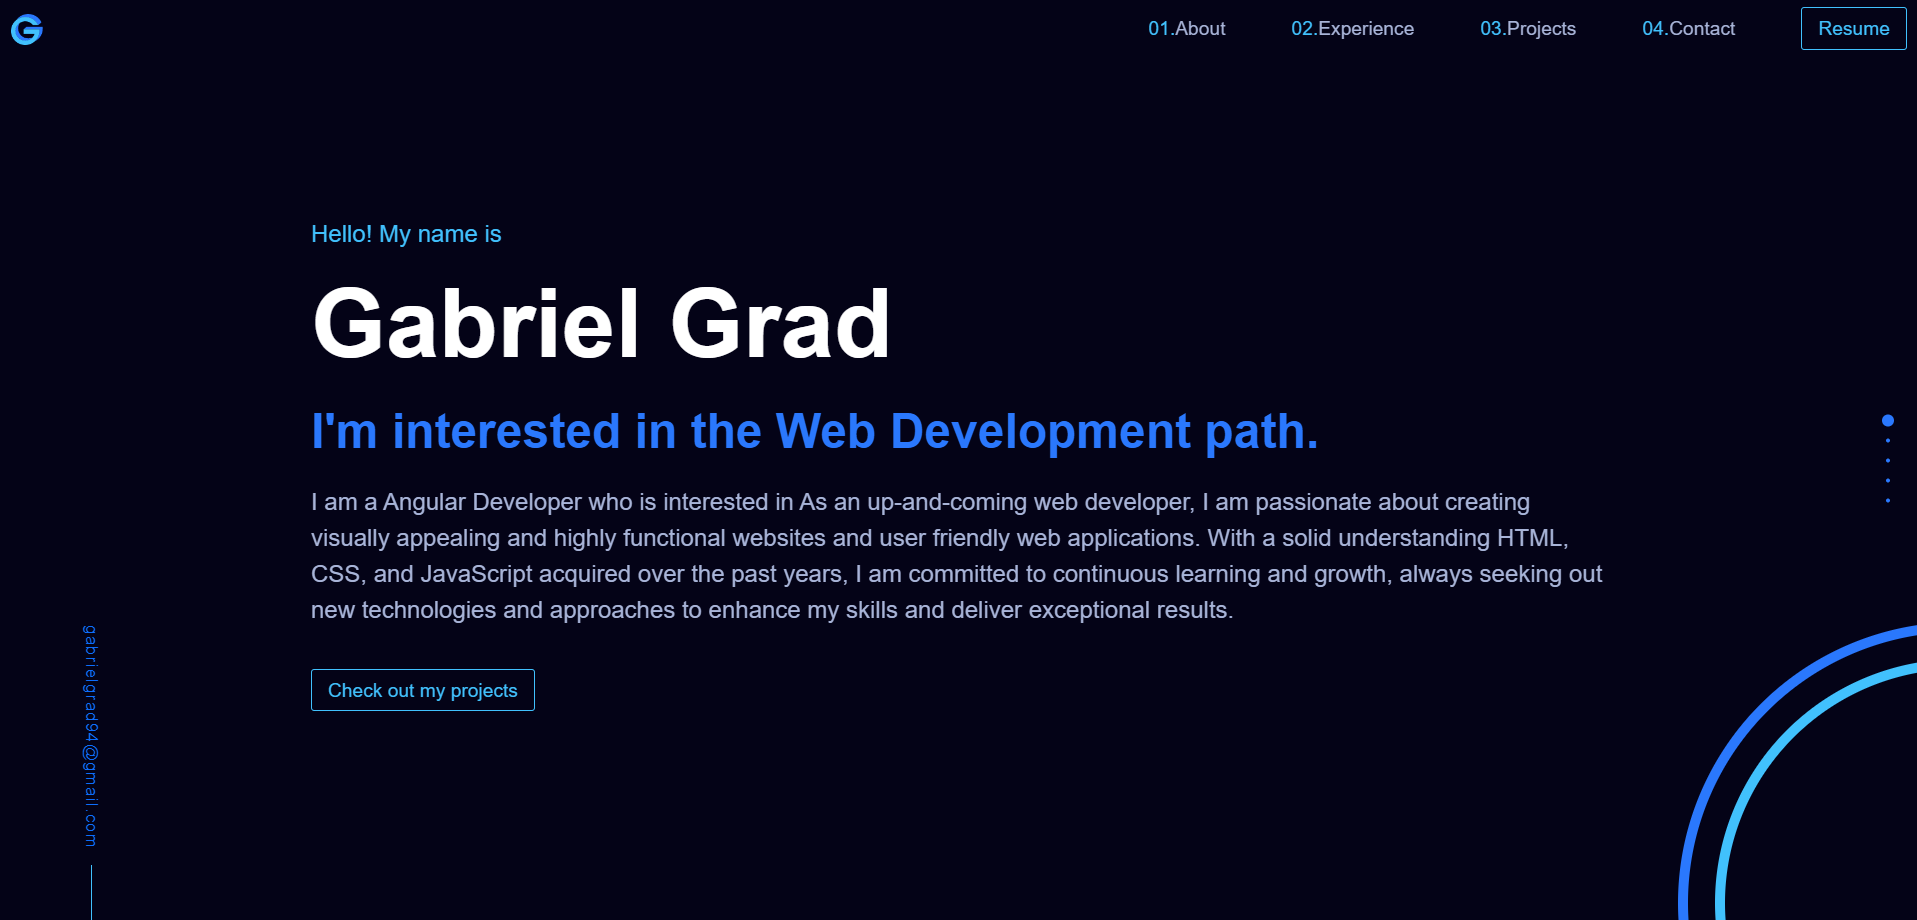 G
01.About
02.Experience
03.Projects
04.Contact
Resume
Hello! My name is
Gabriel Grad
I'm interested in the Web Development path.
I am a Angular Developer who is interested in As an up-and-coming web developer, I am passionate about creating
visually appealing and highly functional websites and user friendly web applications. With a solid understanding HTML,
CSS, and JavaScript acquired over the past years, I am committed to continuous learning and growth, always seeking out
new technologies and approaches to enhance my skills and deliver exceptional results.
Check out my projects
gabrielgrad94@gmail.com